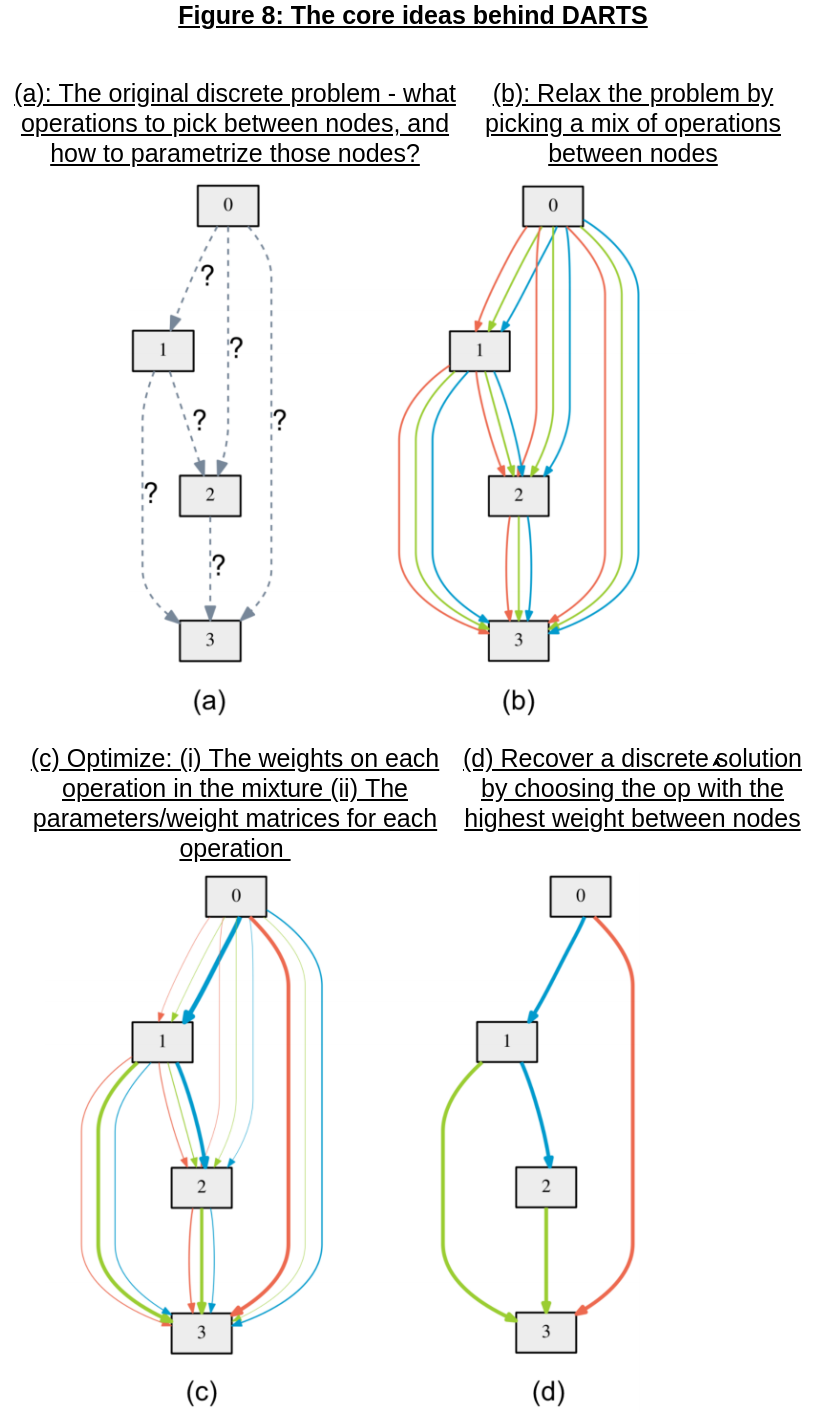 Figure 8: The core ideas behind DARTS
(a): The original discrete problem - what
operations to pick between nodes, and
how to parametrize those nodes?
(b): Relax the problem by
picking a mix of operations
between nodes
0
?
1
?
?
?
2
?
?
3
(a)
0
1
2
3
(b)
(c) Optimize: (i) The weights on each
operation in the mixture (ii) The
parameters/weight matrices for each
operation
(d) Recover a discrete solution
by choosing the op with the
highest weight between nodes
0
1
2
3
(c)
0
1
2
3
(d)